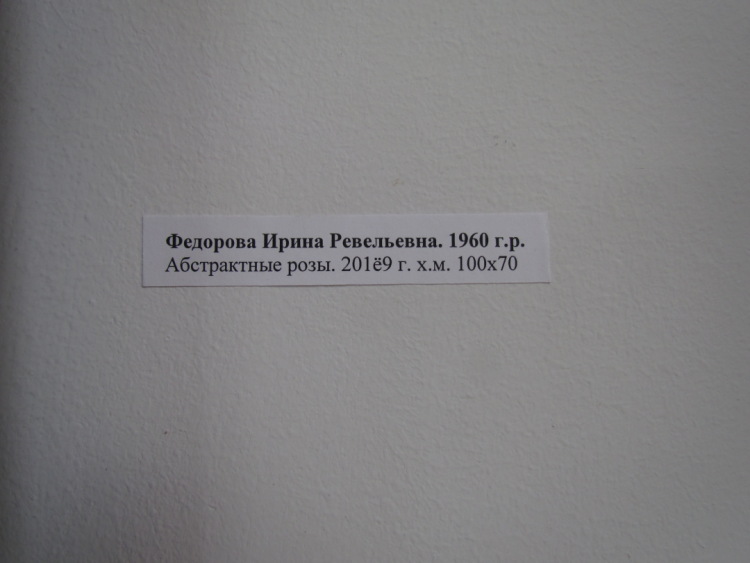 Федорова Ирина Ревельевна. 1960 г.р.
Абстрактные розы. 201ё9 г. х.м. 100х70